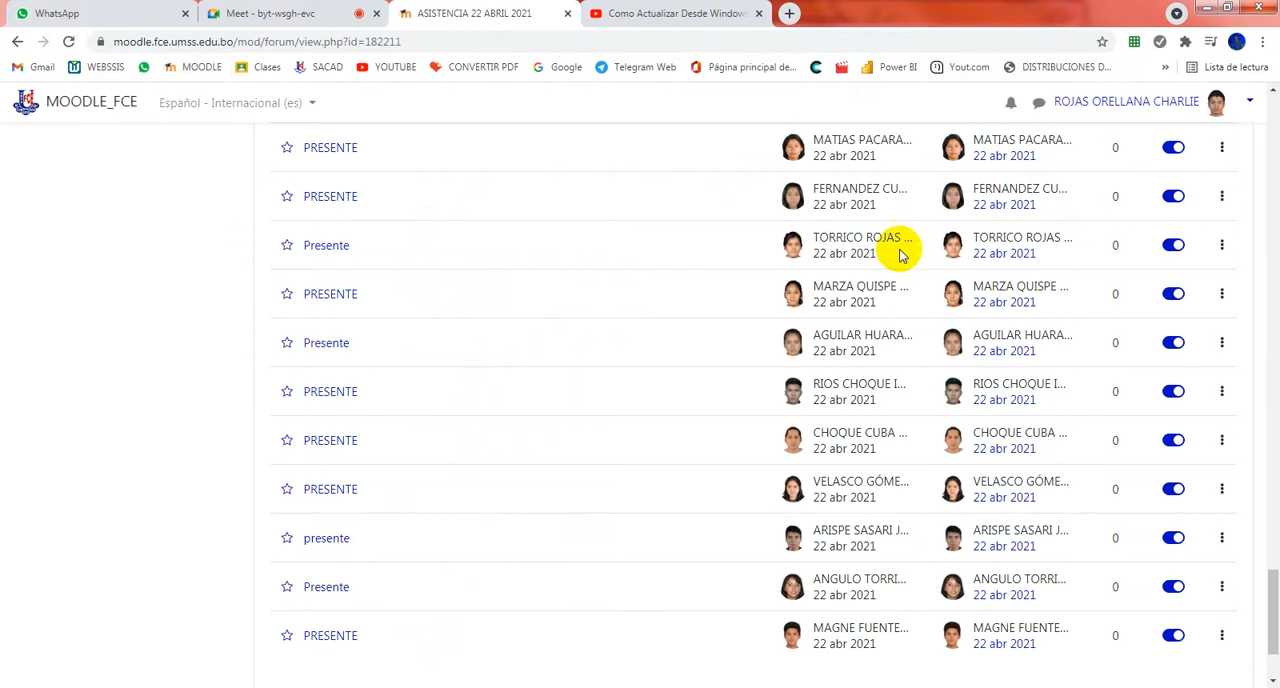 WhatsApp
Meet - byt-wsgh-evc
ASISTENCIA 22 ABRIL 2021
Como Actualizar Desde Windows
moodle.fce.umss.edu.bo/mod/forum/view.php?id=182211
Gmail
WEBSSIS
MOODLE
Clases
SACAD
YOUTUBE
CONVERTIR PDF
Google
Telegram Web
Página principal de...
Power BI
Yout.com
DISTRIBUCIONES D...
»
Lista de lectura
MOODLE_FCE
Español - Internacional (es)
ROJAS ORELLANA CHARLIE
PRESENTE MATIAS PACARA... MATIAS PACARA... 0
22 abr 2021 22 abr 2021
PRESENTE FERNANDEZ CU... FERNANDEZ CU... 0
22 abr 2021 22 abr 2021
Presente TORRICO ROJAS ... TORRICO ROJAS ... 0
22 abr 2021 22 abr 2021
PRESENTE MARZA QUISPE ... MARZA QUISPE ... 0
22 abr 2021 22 abr 2021
Presente AGUILAR HUARA... AGUILAR HUARA... 0
22 abr 2021 22 abr 2021
PRESENTE RIOS CHOQUE I... RIOS CHOQUE I... 0
22 abr 2021 22 abr 2021
PRESENTE CHOQUE CUBA ... CHOQUE CUBA ... 0
22 abr 2021 22 abr 2021
PRESENTE VELASCO GÓME... VELASCO GÓME... 0
22 abr 2021 22 abr 2021
presente ARISPE SASARI J... ARISPE SASARI J... 0
22 abr 2021 22 abr 2021
Presente ANGULO TORRI... ANGULO TORRI... 0
22 abr 2021 22 abr 2021
PRESENTE MAGNE FUENTE... MAGNE FUENTE... 0
22 abr 2021 22 abr 2021